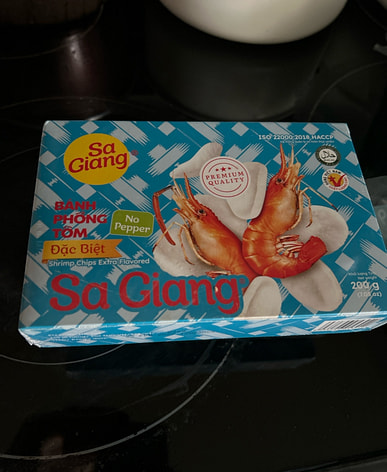 Sa
Giang
ISO 22000:2018 HACCP
PREMIUM
QUALITY
BÁNH
PHỒNG
TÔM
No
Pepper
Đặc Biệt
Shrimp Chips Extra Flavored
Sa Giang
200 g